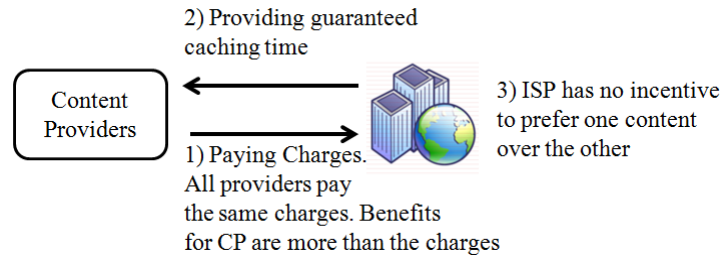 2) Providing guaranteed
caching time
Content
Providers
3) ISP has no incentive
to prefer one content
over the other
1) Paying Charges.
All providers pay
the same charges. Benefits
for CP are more than the charges